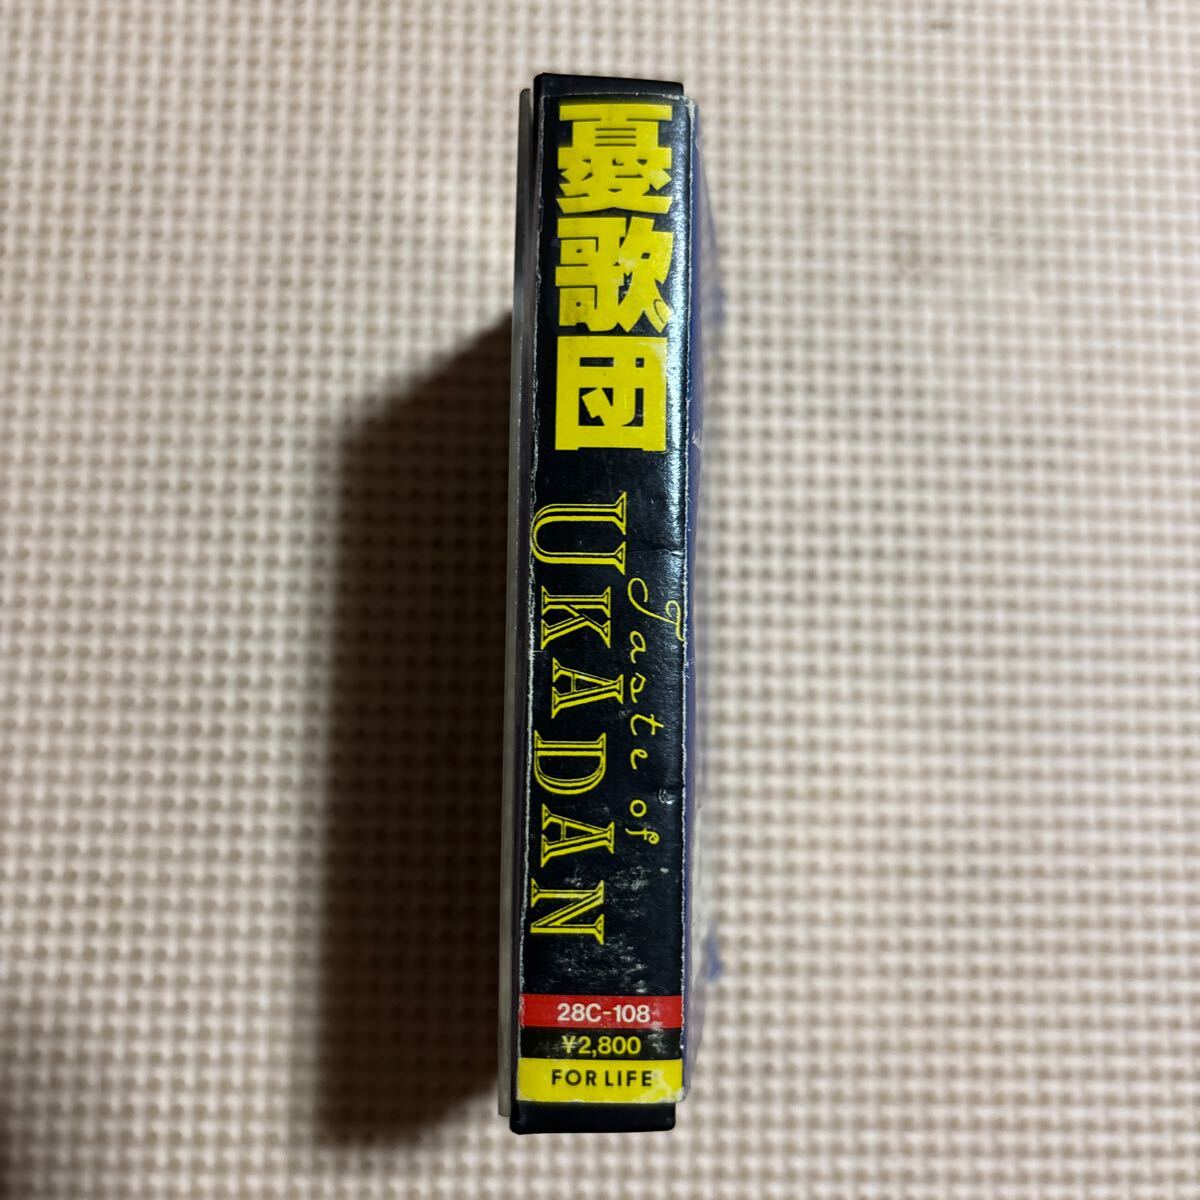 憂歌団
Taste of
UKADAN
28C-108
¥2,800
FOR LIFE